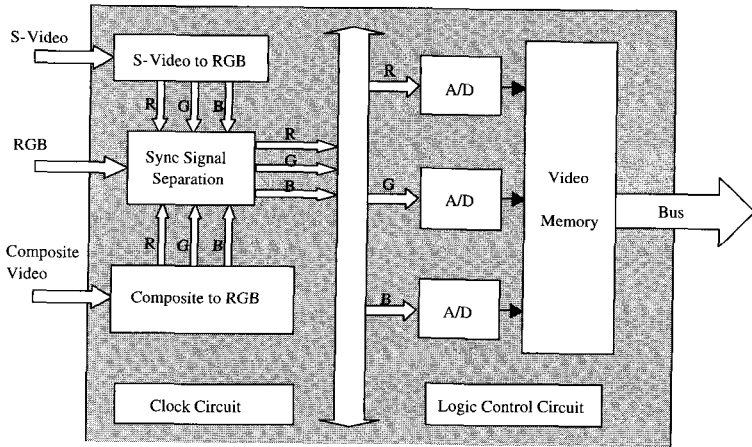 S-Video
S-Video to RGB
R G B
RGB
Sync Signal
Separation
R
G
B
R G B
Composite
Video
Composite to RGB
Clock Circuit
R
A/D
G
A/D
B
A/D
Video
Memory
Bus
Logic Control Circuit